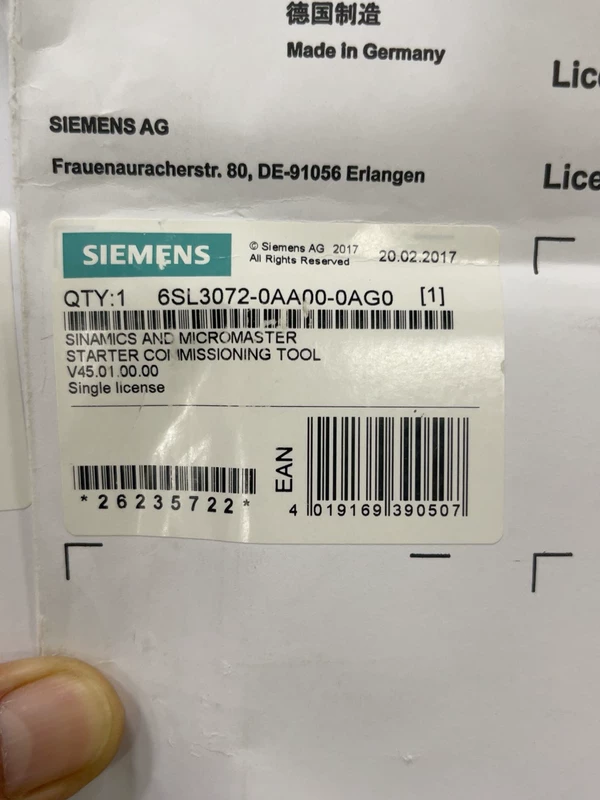 德国制造
Made in Germany
SIEMENS AG
Frauenauracherstr. 80, DE-91056 Erlangen
SIEMENS
© Siemens AG 2017
All Rights Reserved
20.02.2017
QTY:1 6SL3072-0AA00-0AG0 [1]
SINAMICS AND MICROMASTER
STARTER COMMISSIONING TOOL
V45.01.00.00
Single license
*26235722*
EAN
4 019169 390507